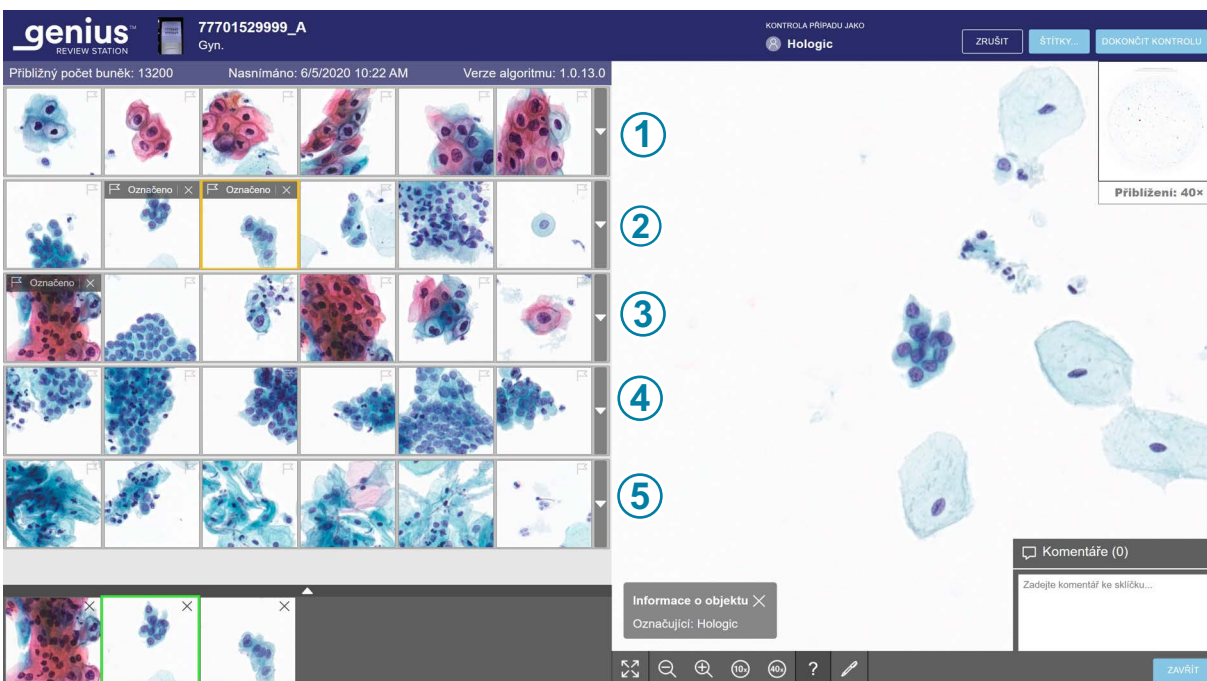 genius™
REVIEW STATION
77701529999_A
Gyn.
KONTROLA PŘÍPADU JAKO
Hologic
ZRUŠIT
ŠTÍTKY...
DOKONČIT KONTROLU
Přibližný počet buněk: 13200
Nasnímáno: 6/5/2020 10:22 AM
Verze algoritmu: 1.0.13.0
1
Přiblížení: 40×
Označeno
Označeno
2
Označeno
3
4
5
Komentáře (0)
Zadejte komentář ke sklíčku...
Informace o objektu
Označující: Hologic
10x
40x
?
ZAVŘÍT